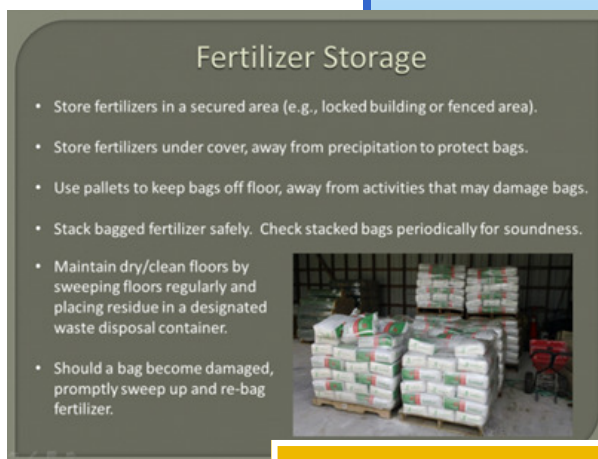 Fertilizer Storage
• Store fertilizers in a secured area (e.g., locked building or fenced area).
• Store fertilizers under cover, away from precipitation to protect bags.
• Use pallets to keep bags off floor, away from activities that may damage bags.
• Stack bagged fertilizer safely.  Check stacked bags periodically for soundness.
• Maintain dry/clean floors by
sweeping floors regularly and
placing residue in a designated
waste disposal container.
• Should a bag become damaged,
promptly sweep up and re-bag
fertilizer.